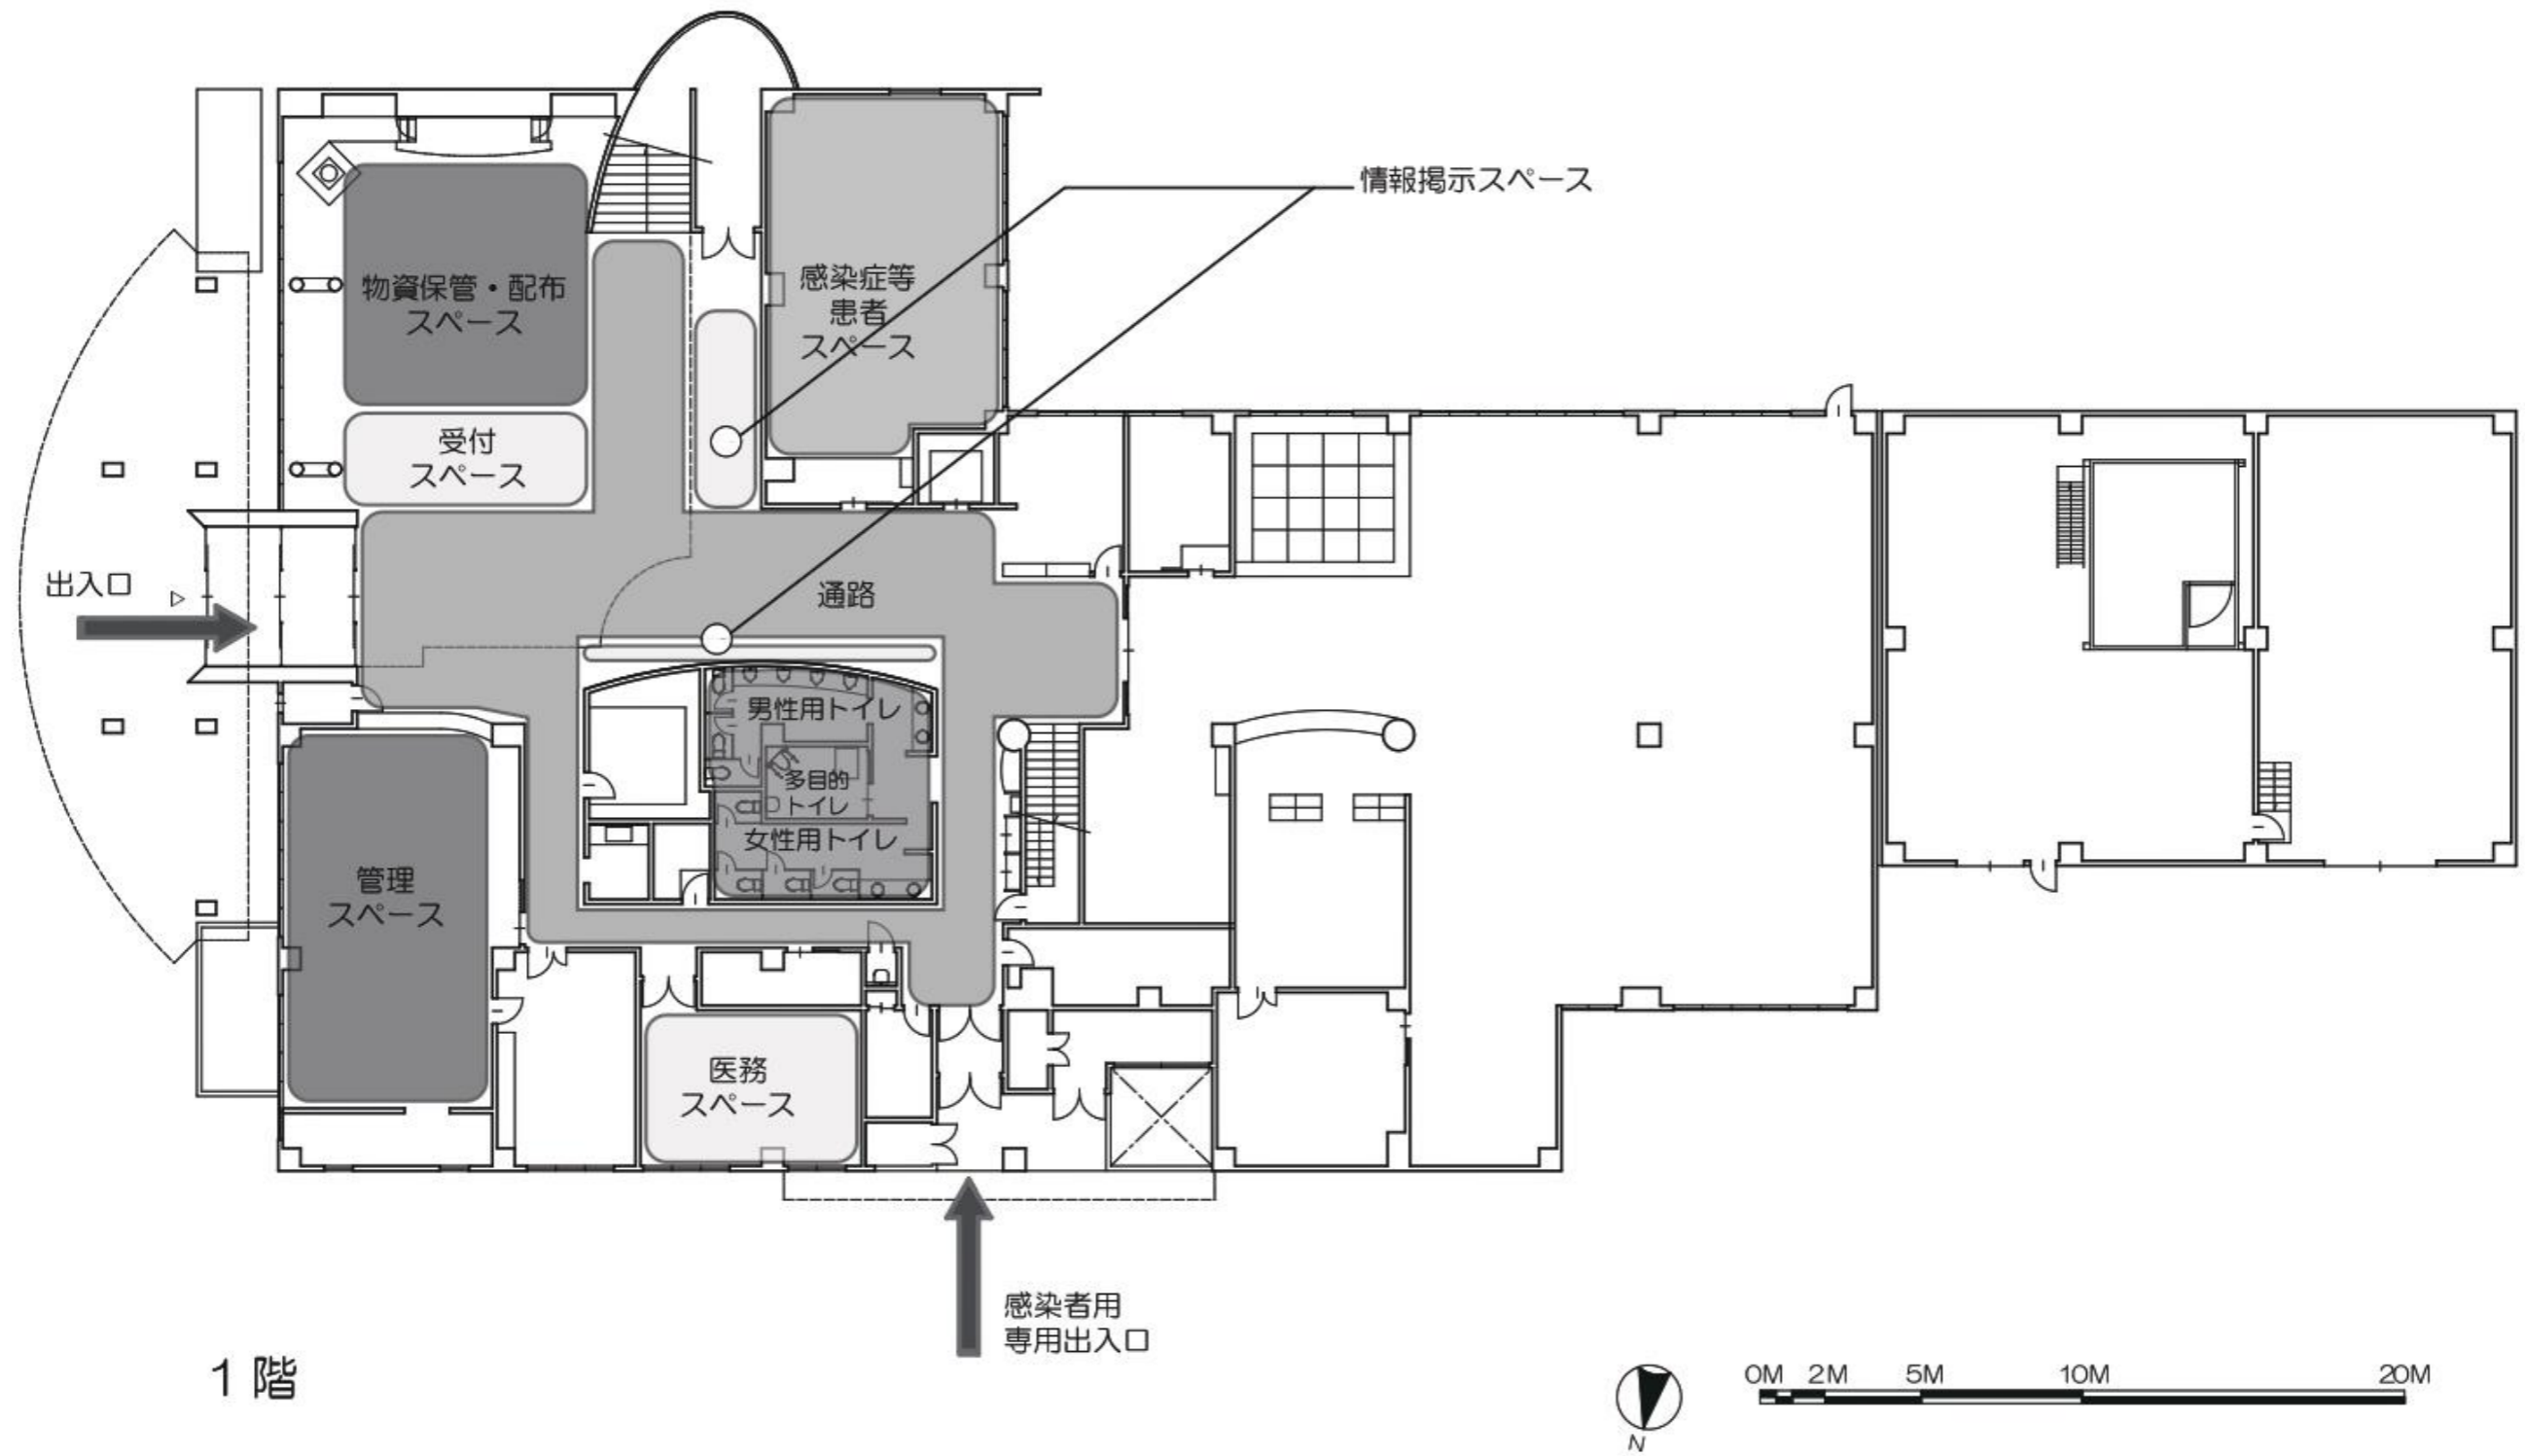 情報掲示スペース
物資保管・配布
スペース
感染症等
患者
スペース
受付
スペース
出入口
通路
男性用トイレ
多目的
トイレ
女性用トイレ
管理
スペース
医務
スペース
感染者用
専用出入口
1階
0M 2M 5M 10M 20M
N